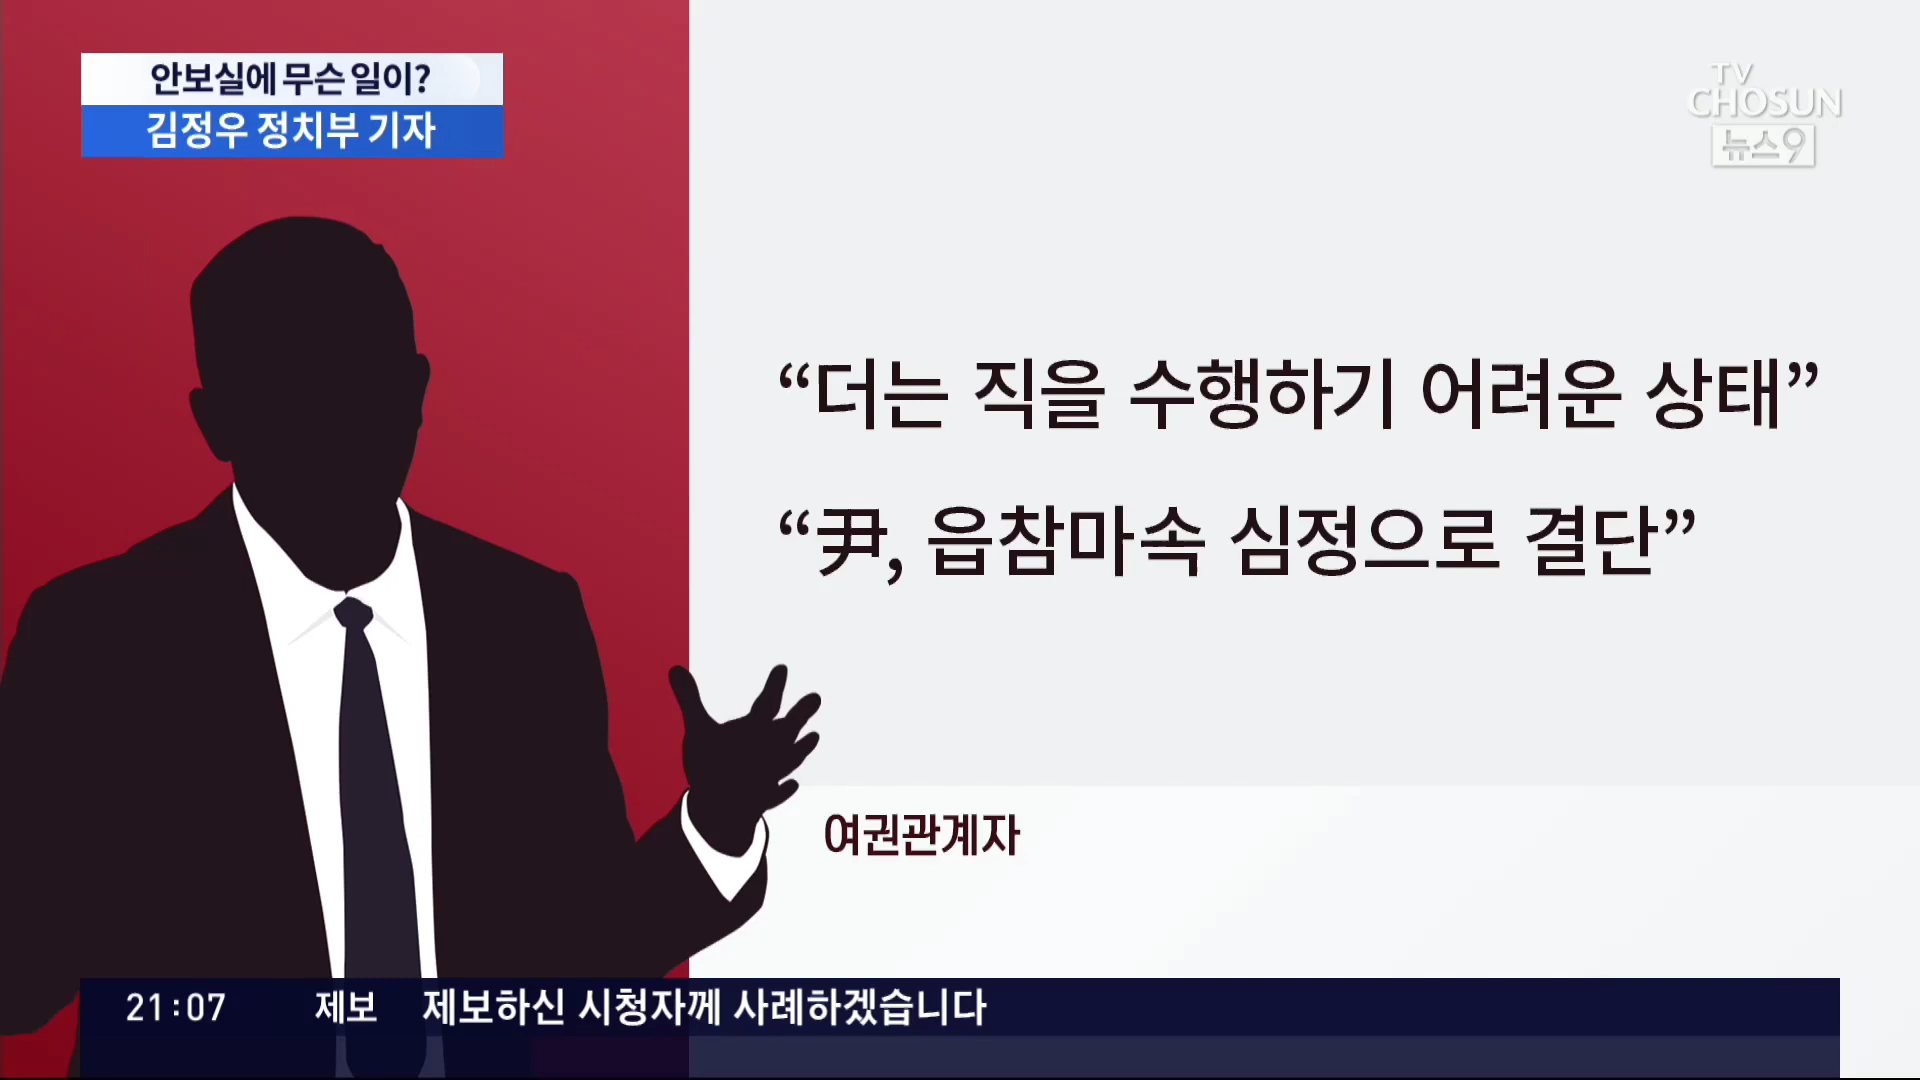 안보실에 무슨 일이?
김정우 정치부 기자
TV
CHOSUN
뉴스9
“더는 직을 수행하기 어려운 상태”
“尹, 읍참마속 심정으로 결단”
여권관계자
21:07 제보 제보하신 시청자께 사례하겠습니다